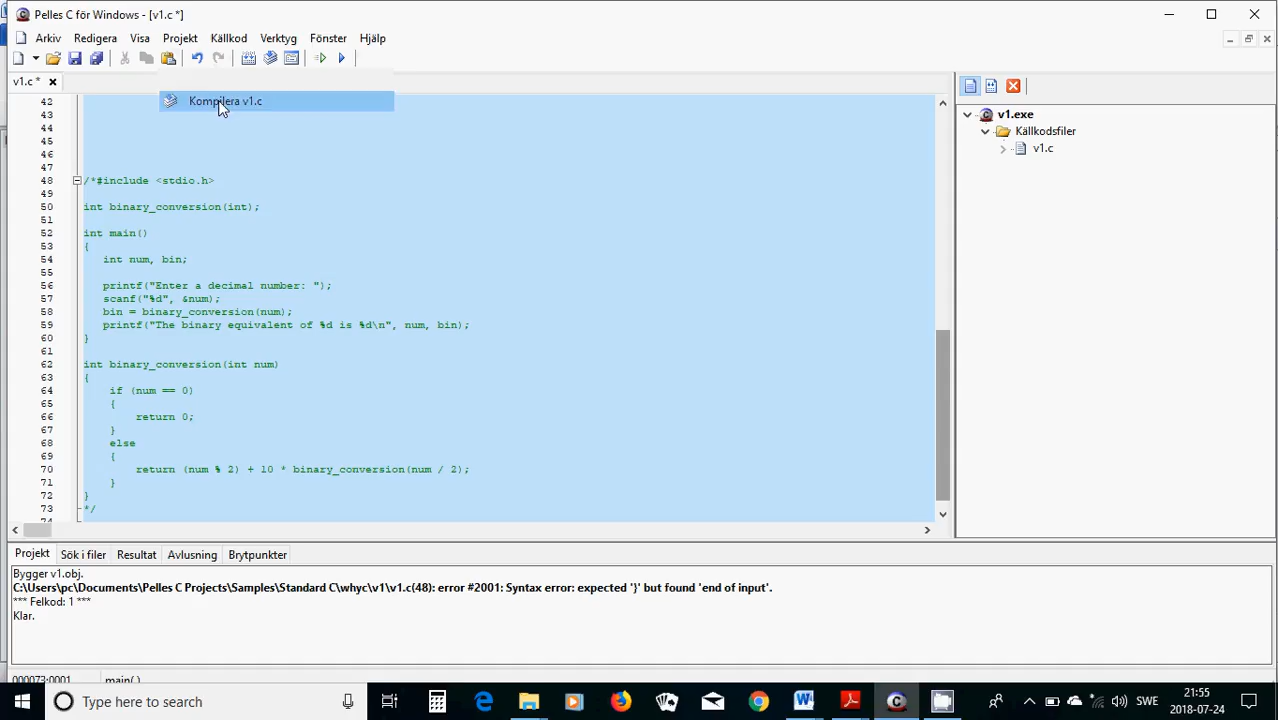 Pelles C för Windows - [v1.c *]
Arkiv Redigera Visa Projekt Källkod Verktyg Fönster Hjälp
v1.c *
Kompilera v1.c
v1.exe
Källkodsfiler
v1.c
42
43
44
45
46
47
48 /*#include <stdio.h>
49
50 int binary_conversion(int);
51
52 int main()
53 {
54 int num, bin;
55
56 printf("Enter a decimal number: ");
57 scanf("%d", &num);
58 bin = binary_conversion(num);
59 printf("The binary equivalent of %d is %d\n", num, bin);
60 }
61
62 int binary_conversion(int num)
63 {
64 if (num == 0)
65 {
66 return 0;
67 }
68 else
69 {
70 return (num % 2) + 10 * binary_conversion(num / 2);
71 }
72 }
73 */
74
Projekt Sök i filer Resultat Avlusning Brytpunkter
Bygger v1.obj.
C:\Users\pc\Documents\Pelles C Projects\Samples\Standard C\whyc\v1\v1.c(48): error #2001: Syntax error: expected '}' but found 'end of input'.
*** Felkod: 1 ***
Klar.
000073:0001 main( )
Type here to search
SWE
21:55
2018-07-24